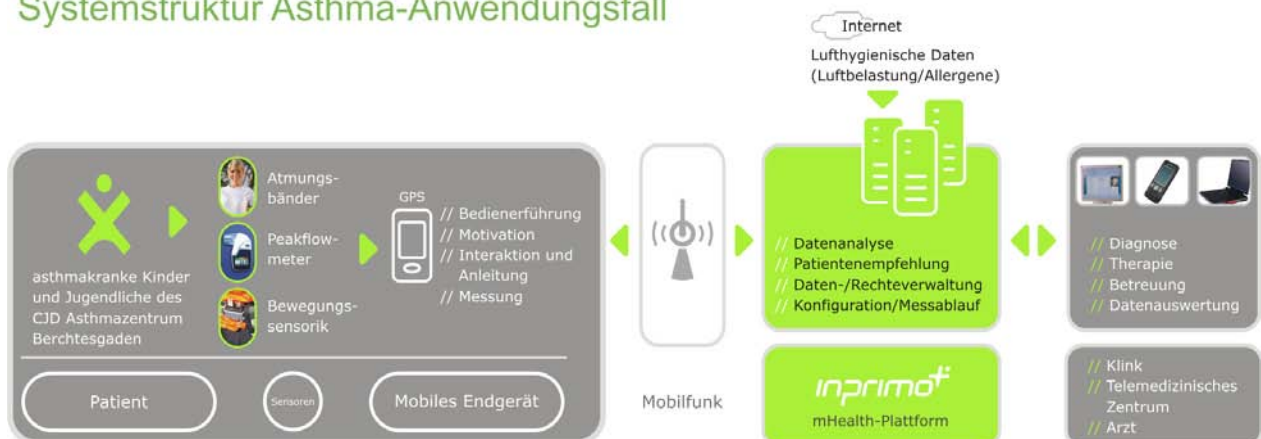 Systemstruktur Asthma-Anwendungsfall
Internet
Lufthygienische Daten
(Luftbelastung/Allergene)
asthmakranke Kinder
und Jugendliche des
CJD Asthmazentrum
Berchtesgaden
Atmungs-
bänder
Peakflow-
meter
Bewegungs-
sensorik
GPS
// Bedienerführung
// Motivation
// Interaktion und
Anleitung
// Messung
Patient
Sensoren
Mobiles Endgerät
Mobilfunk
// Datenanalyse
// Patientenempfehlung
// Daten-/Rechteverwaltung
// Konfiguration/Messablauf
inprimo+
mHealth-Plattform
// Diagnose
// Therapie
// Betreuung
// Datenauswertung
// Klink
// Telemedizinisches
Zentrum
// Arzt